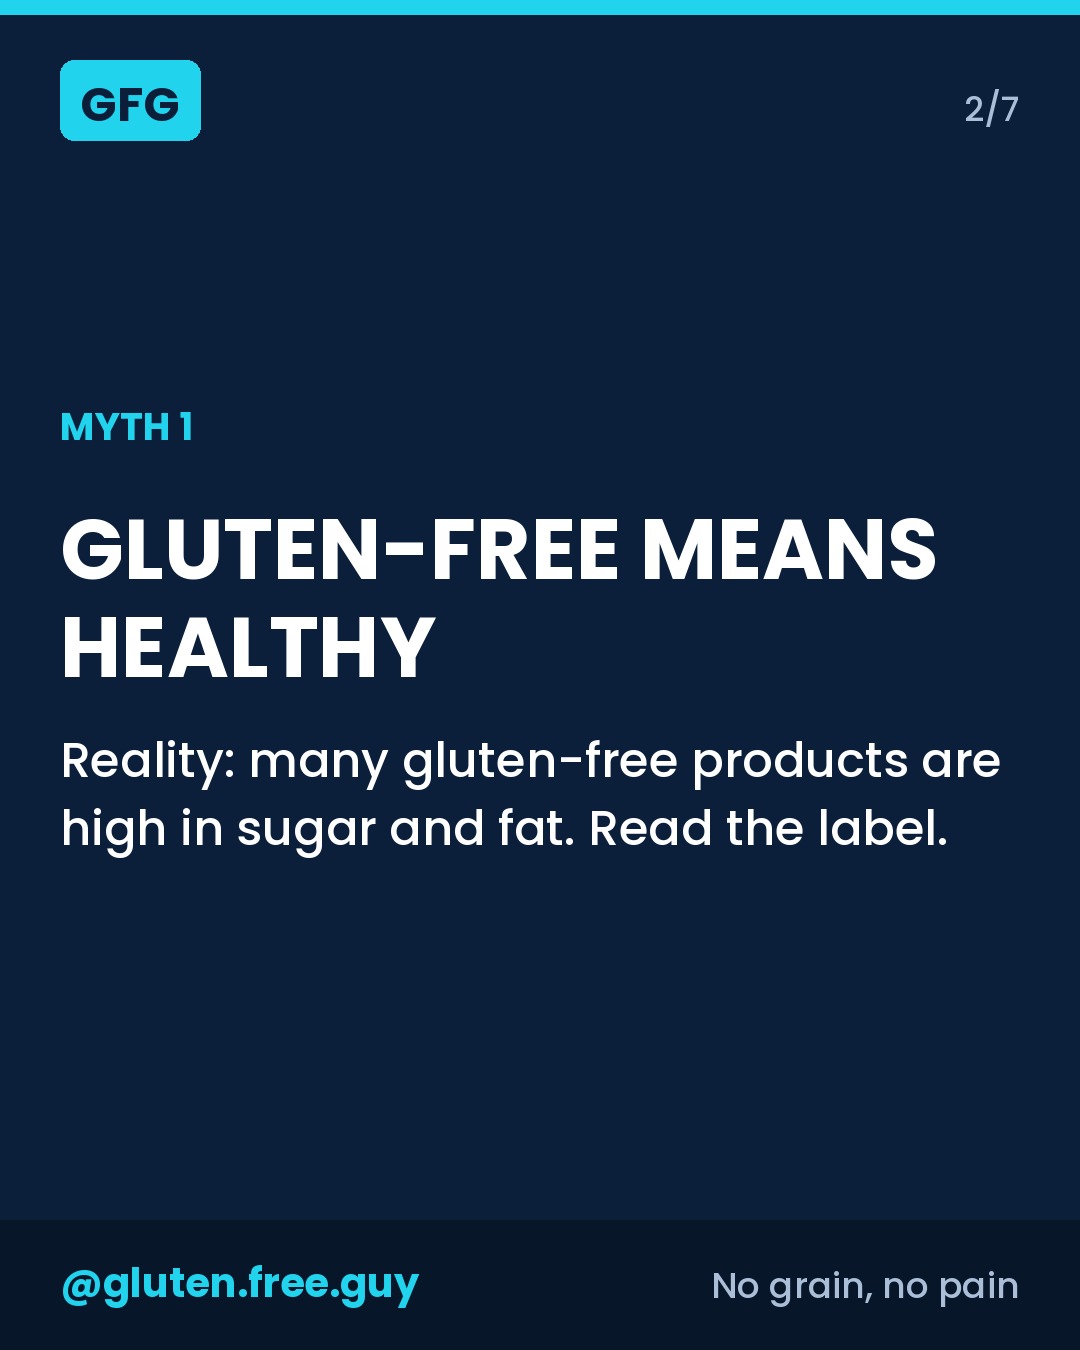 GFG
2/7
MYTH 1
GLUTEN-FREE MEANS
HEALTHY
Reality: many gluten-free products are
high in sugar and fat. Read the label.
@gluten.free.guy
No grain, no pain